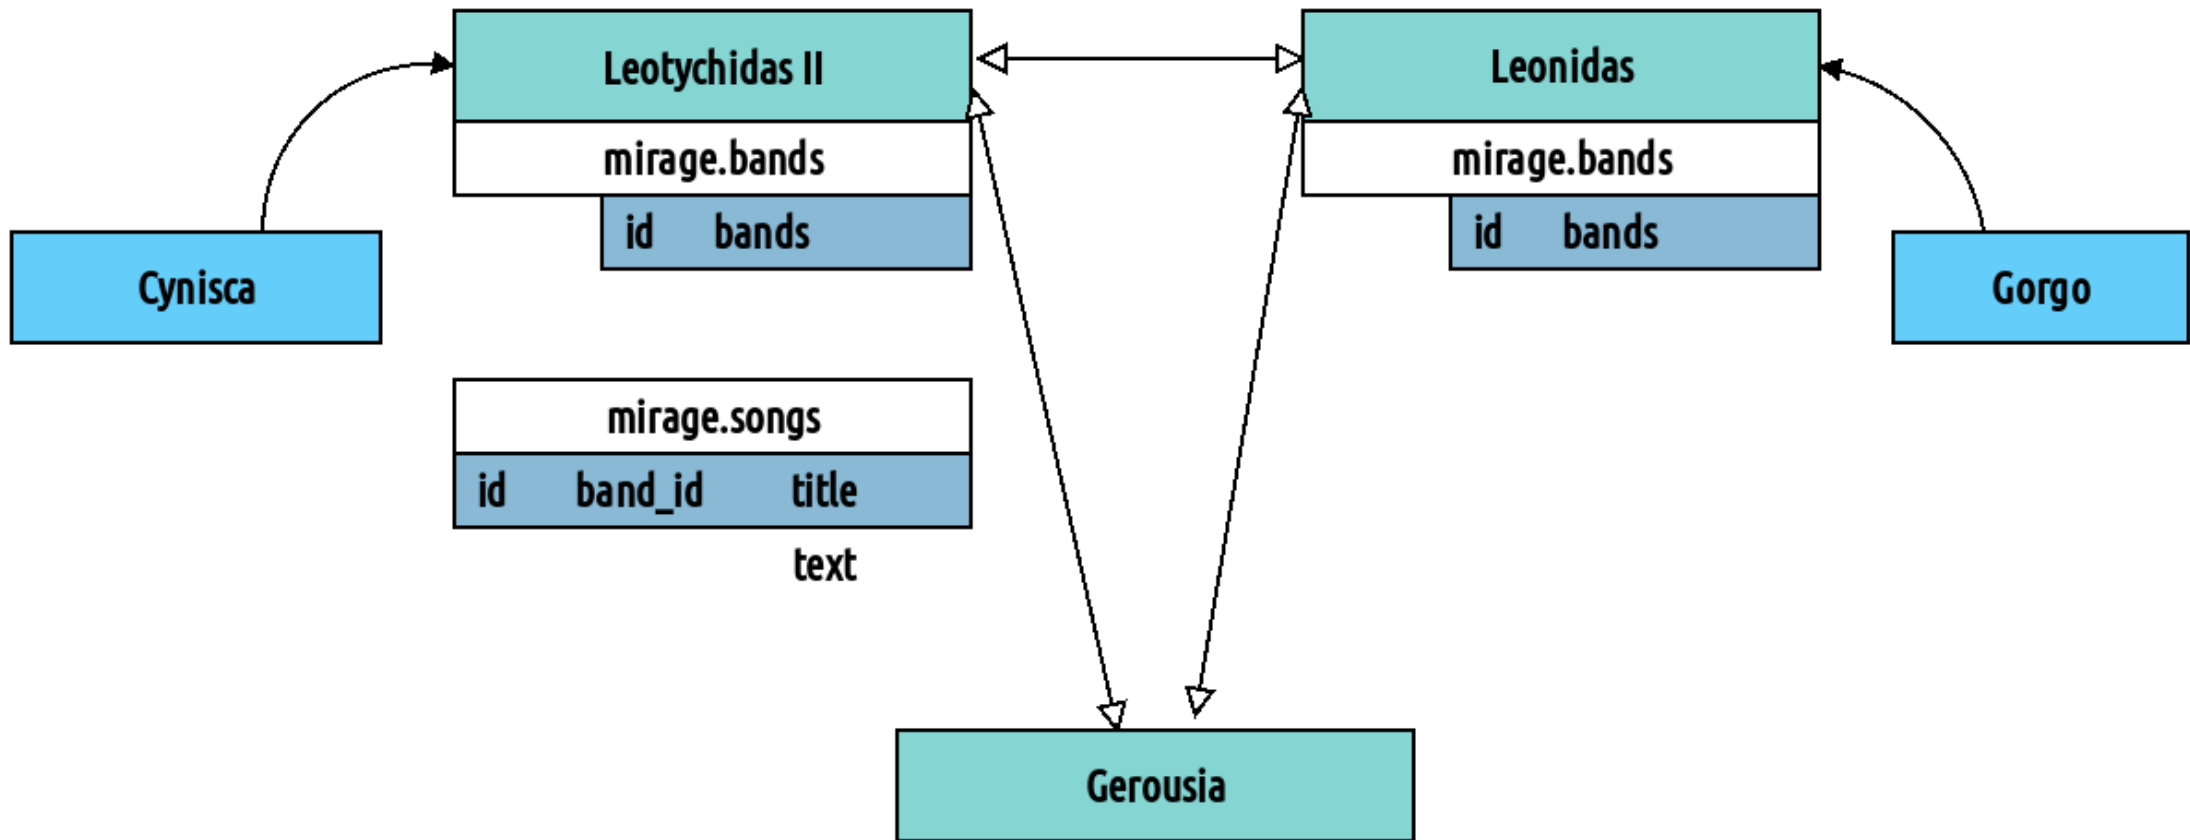 Leotychidas II
Leonidas
mirage.bands
mirage.bands
id bands
id bands
Cynisca
Gorgo
mirage.songs
id band_id title
text
Gerousia